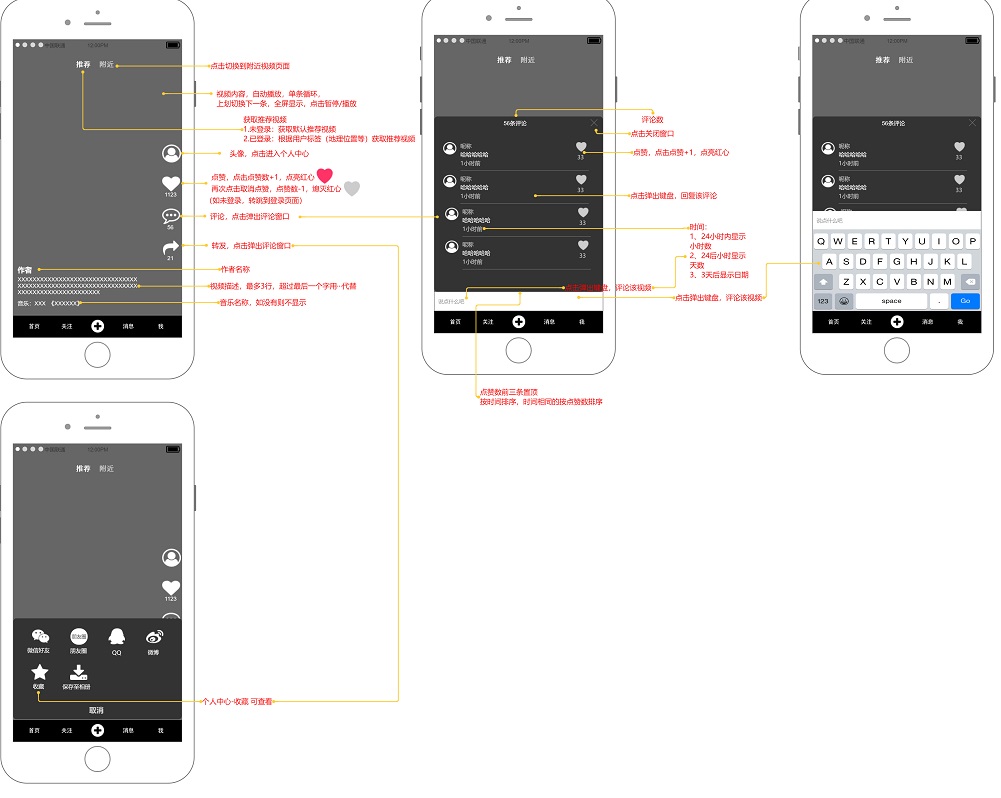 中国联通 12:00PM
推荐 附近
点击切换到附近视频页面
视频内容，自动播放，单条循环，
上划切换下一条，全屏显示，点击暂停/播放
获取推荐视频
1.未登录：获取默认推荐视频
2.已登录：根据用户标签（地理位置等）获取推荐视频
头像，点击进入个人中心
点赞，点击点赞数+1，点亮红心
再次点击取消点赞，点赞数-1，熄灭红心
（如未登录，转跳到登录页面）
1123
评论，点击弹出评论窗口
56
转发，点击弹出评论窗口
21
作者
作者名称
XXXXXXXXXXXXXXXXXXXXXXXXXXXXX
XXXXXXXXXXXXXXXXXXXXXXXXXXXXX
XXXXXXXXXXXXXXXXXXXX
视频描述，最多3行，超过最后一个字用··代替
音乐：XXX 《XXXXXX》
音乐名称，如没有则不显示
首页 关注 消息 我
中国联通 12:00PM
推荐 附近
评论数
56条评论
点击关闭窗口
昵称
哈哈哈哈哈
1小时前
33
点赞，点击点赞+1，点亮红心
昵称
哈哈哈哈哈
1小时前
33
点击弹出键盘，回复该评论
昵称
哈哈哈哈哈
1小时前
33
昵称
哈哈哈哈哈
1小时前
33
时间：
1、24小时内显示
小时数
2、24后小时显示
天数
3、3天后显示日期
点击弹出键盘，评论该视频
说点什么吧
点击弹出键盘，评论该视频
首页 关注 消息 我
点赞数前三条置顶
按时间排序，时间相同的按点赞数排序
中国联通 12:00PM
推荐 附近
56条评论
昵称
哈哈哈哈哈
1小时前
33
昵称
哈哈哈哈哈
1小时前
33
说点什么吧
Q W E R T Y U I O P
A S D F G H J K L
Z X C V B N M
123 space . Go
首页 关注 消息 我
中国联通 12:00PM
推荐 附近
1123
微信好友 朋友圈 朋友圈 QQ 微博
收藏 保存至相册
个人中心-收藏 可查看
取消
首页 关注 消息 我